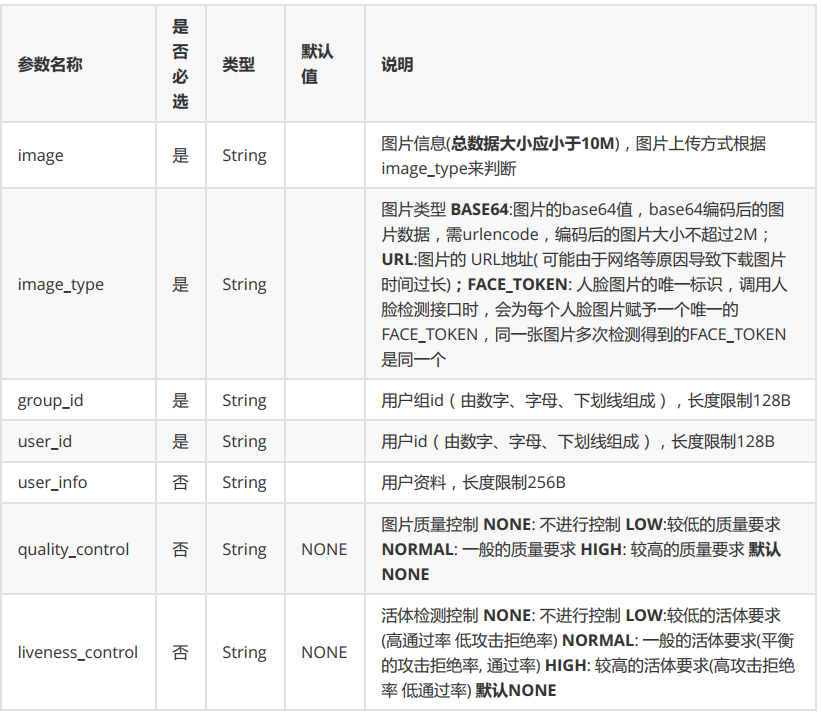 参数名称 是否必选 类型 默认值 说明
image 是 String 图片信息(总数据大小应小于10M)，图片上传方式根据
image_type来判断
image_type 是 String 图片类型 BASE64:图片的base64值，base64编码后的图
片数据，需urlencode，编码后的图片大小不超过2M；
URL:图片的 URL地址( 可能由于网络等原因导致下载图片
时间过长)；FACE_TOKEN: 人脸图片的唯一标识，调用人
脸检测接口时，会为每个人脸图片赋予一个唯一的
FACE_TOKEN，同一张图片多次检测得到的FACE_TOKEN
是同一个
group_id 是 String 用户组id（由数字、字母、下划线组成），长度限制128B
user_id 是 String 用户id（由数字、字母、下划线组成），长度限制128B
user_info 否 String 用户资料，长度限制256B
quality_control 否 String NONE 图片质量控制 NONE: 不进行控制 LOW:较低的质量要求
NORMAL: 一般的质量要求 HIGH: 较高的质量要求 默认
NONE
liveness_control 否 String NONE 活体检测控制 NONE: 不进行控制 LOW:较低的活体要求
(高通过率 低攻击拒绝率) NORMAL: 一般的活体要求(平衡
的攻击拒绝率, 通过率) HIGH: 较高的活体要求(高攻击拒绝
率 低通过率) 默认NONE